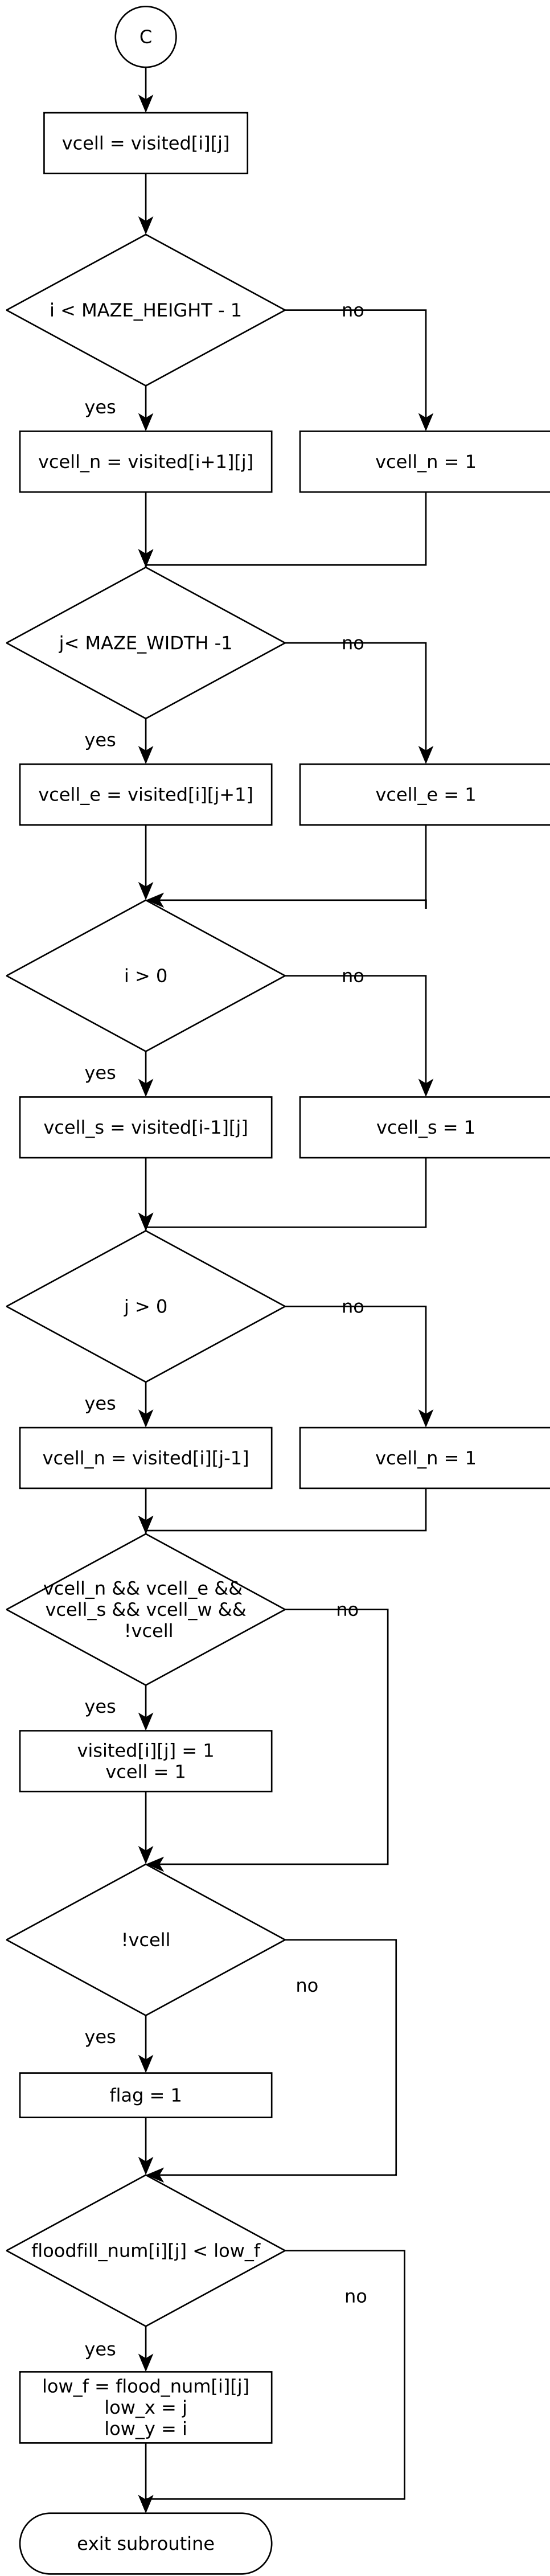 C
vcell = visited[i][j]
i < MAZE_HEIGHT - 1
no
yes
vcell_n = visited[i+1][j]
vcell_n = 1
j< MAZE_WIDTH -1
no
yes
vcell_e = visited[i][j+1]
vcell_e = 1
i > 0
no
yes
vcell_s = visited[i-1][j]
vcell_s = 1
j > 0
no
yes
vcell_n = visited[i][j-1]
vcell_n = 1
vcell_n && vcell_e &&
vcell_s && vcell_w &&
!vcell
no
yes
visited[i][j] = 1
vcell = 1
!vcell
no
yes
flag = 1
floodfill_num[i][j] < low_f
no
yes
low_f = flood_num[i][j]
low_x = j
low_y = i
exit subroutine